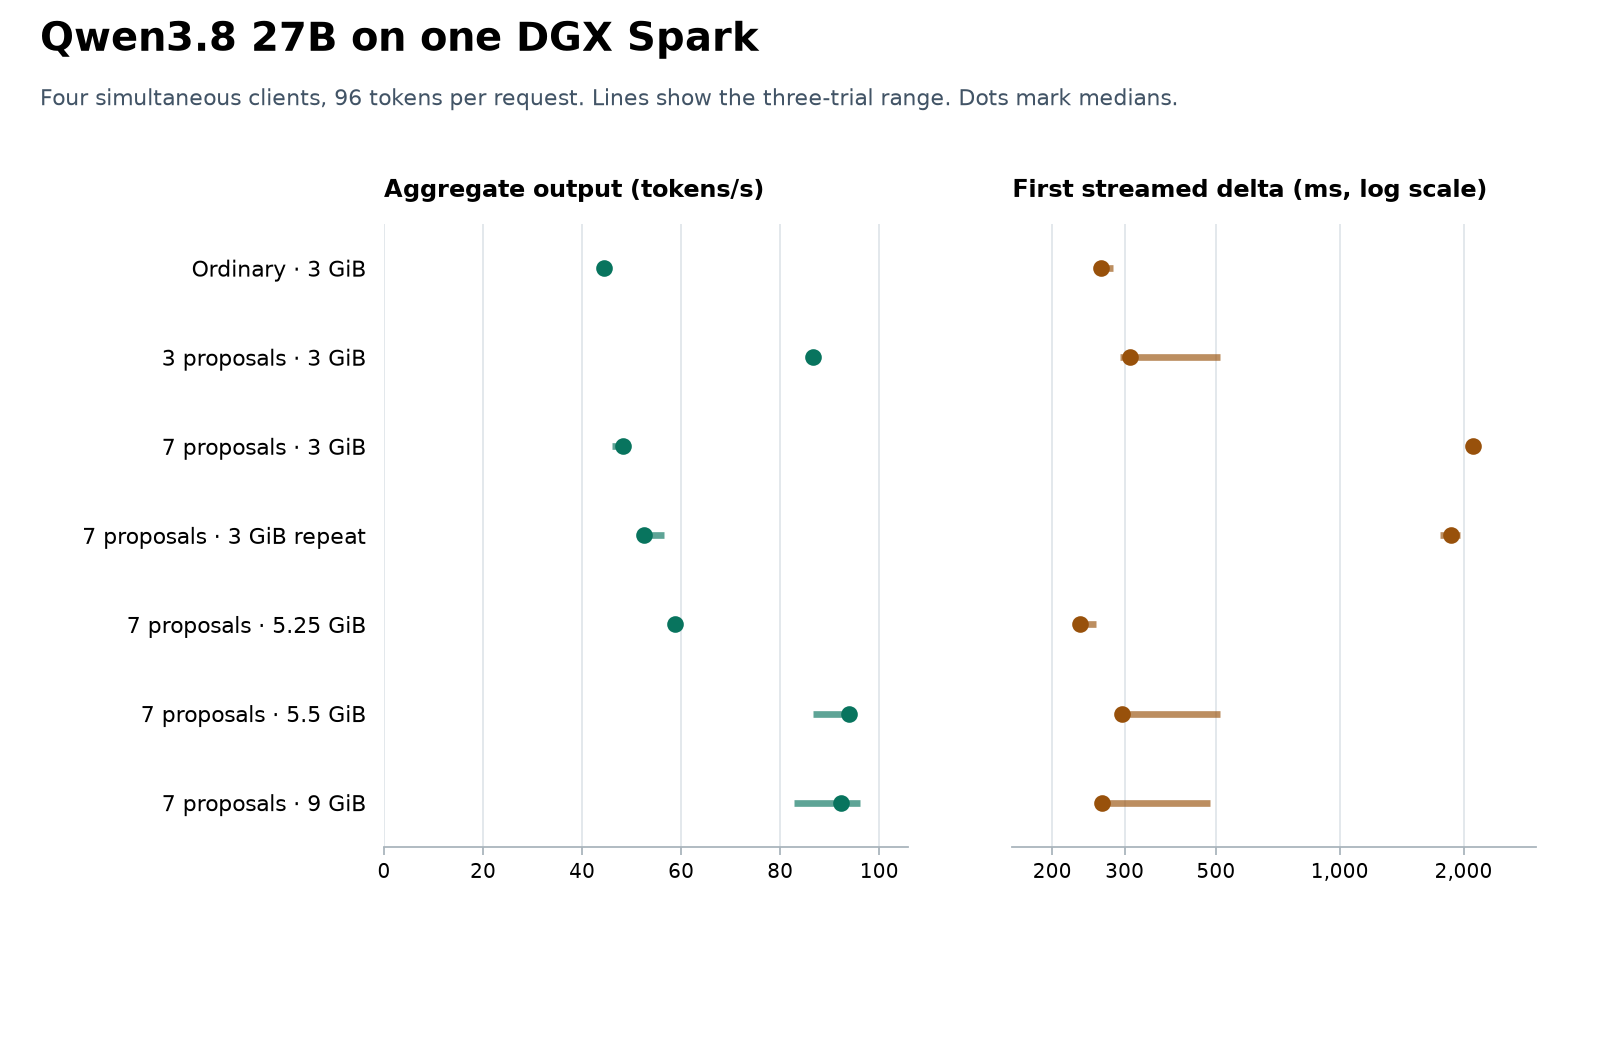 Qwen3.8 27B on one DGX Spark
Four simultaneous clients, 96 tokens per request. Lines show the three-trial range. Dots mark medians.
Aggregate output (tokens/s)
First streamed delta (ms, log scale)
Ordinary · 3 GiB
3 proposals · 3 GiB
7 proposals · 3 GiB
7 proposals · 3 GiB repeat
7 proposals · 5.25 GiB
7 proposals · 5.5 GiB
7 proposals · 9 GiB
0 20 40 60 80 100
200 300 500 1,000 2,000